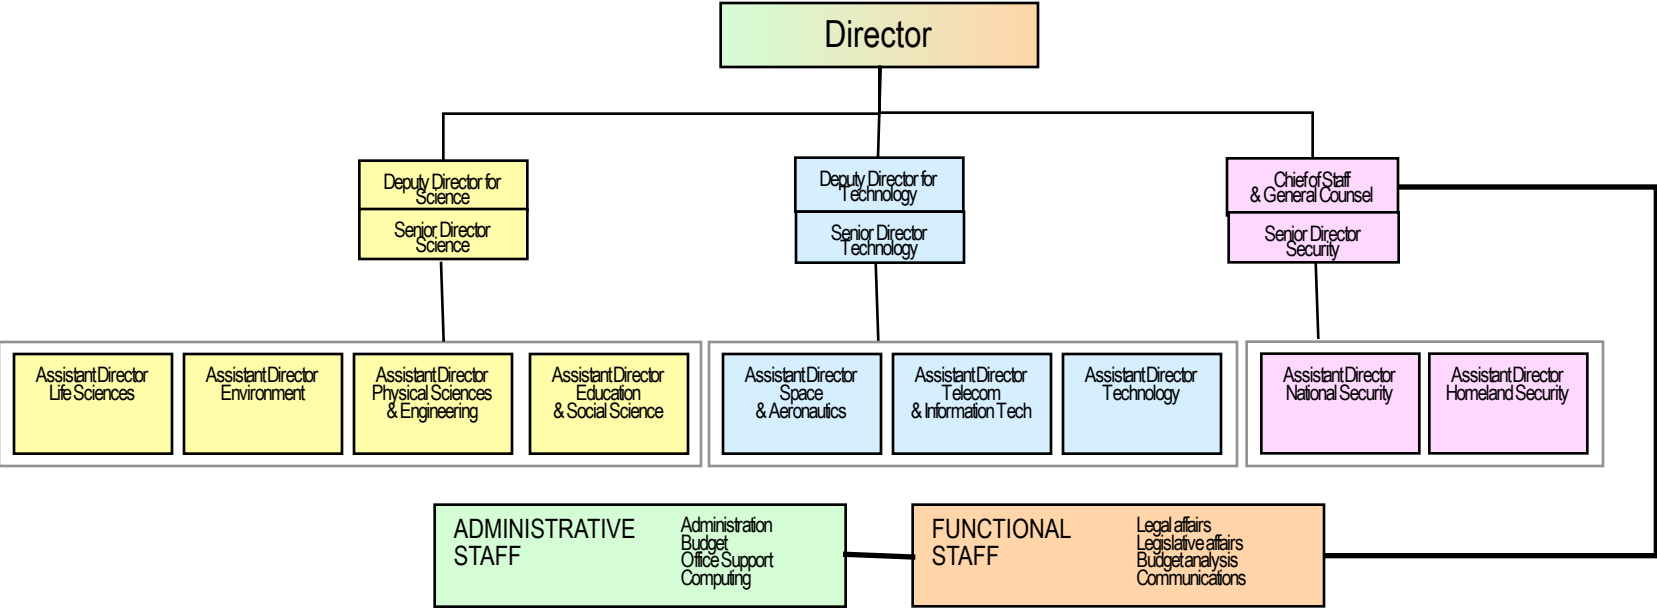 Director
Deputy Director for
Science
Senior Director
Science
Deputy Director for
Technology
Senior Director
Technology
Chief of Staff
& General Counsel
Senior Director
Security
Assistant Director
Life Sciences
Assistant Director
Environment
Assistant Director
Physical Sciences
& Engineering
Assistant Director
Education
& Social Science
Assistant Director
Space
& Aeronautics
Assistant Director
Telecom
& Information Tech
Assistant Director
Technology
Assistant Director
National Security
Assistant Director
Homeland Security
ADMINISTRATIVE
STAFF
Administration
Budget
Office Support
Computing
FUNCTIONAL
STAFF
Legal affairs
Legislative affairs
Budget analysis
Communications